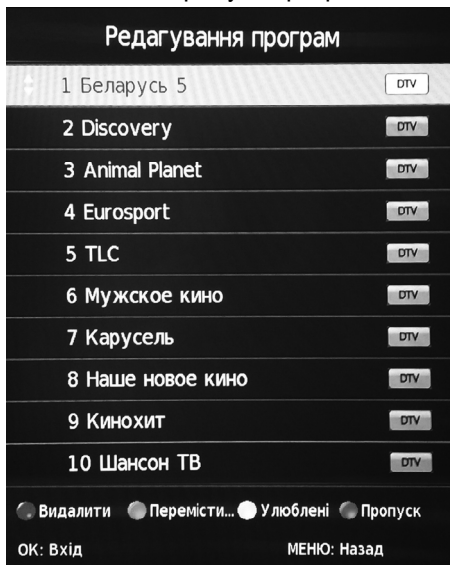 Редагування програм
1 Беларусь 5 DTV
2 Discovery DTV
3 Animal Planet DTV
4 Eurosport DTV
5 TLC DTV
6 Мужское кино DTV
7 Карусель DTV
8 Наше новое кино DTV
9 Кинохит DTV
10 Шансон ТВ DTV
Видалити Перемісти... Улюблені Пропуск
ОК: Вхід МЕНЮ: Назад